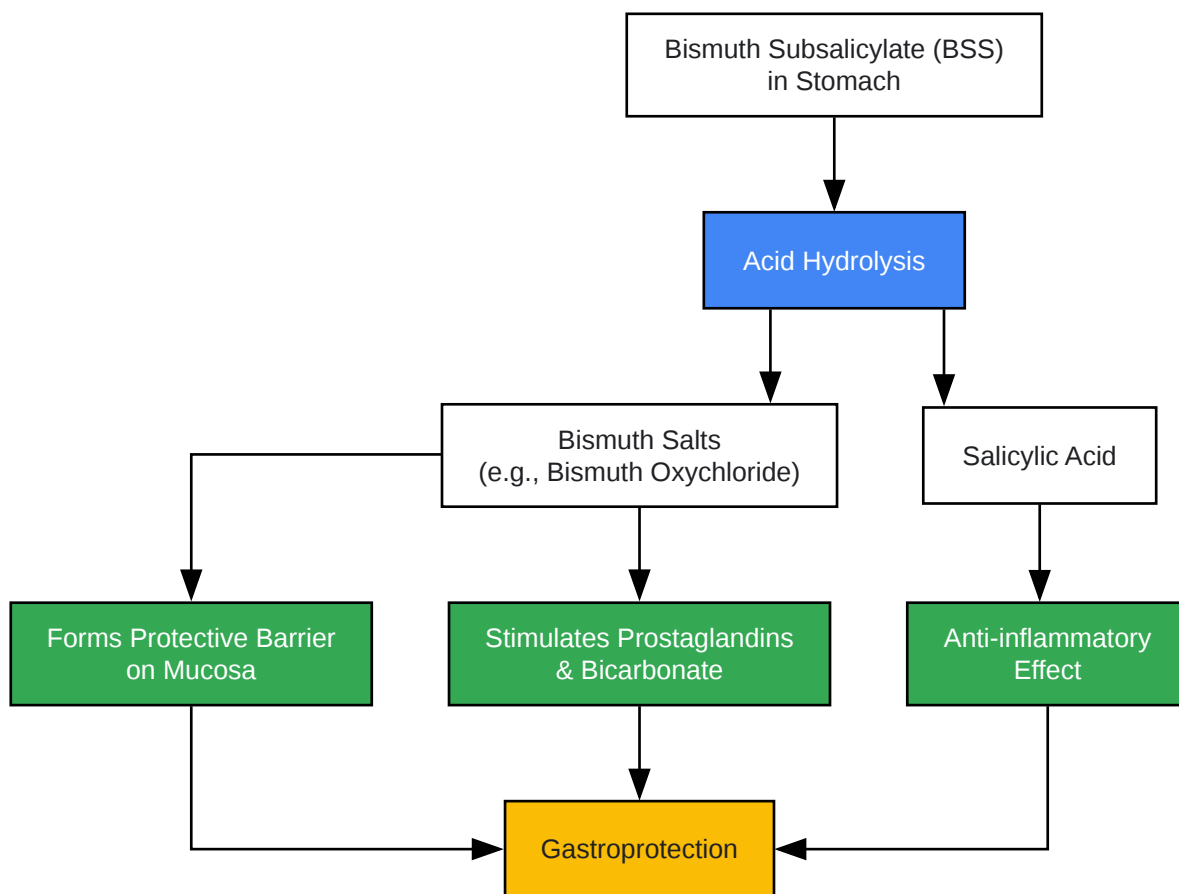 Bismuth Subsalicylate (BSS)
in Stomach
Acid Hydrolysis
Bismuth Salts
(e.g., Bismuth Oxychloride)
Salicylic Acid
Forms Protective Barrier
on Mucosa
Stimulates Prostaglandins
& Bicarbonate
Anti-inflammatory
Effect
Gastroprotection